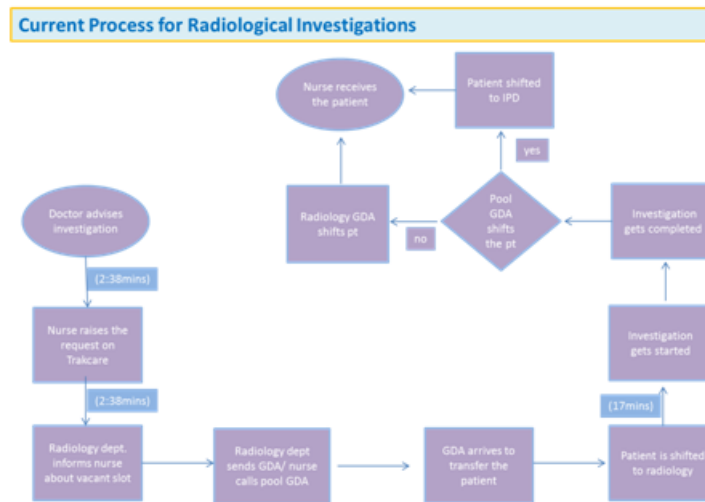 Current Process for Radiological Investigations
Doctor advises
investigation
(2:38mins)
Nurse raises the
request on
Trakcare
(2:38mins)
Radiology dept.
informs nurse
about vacant slot
Radiology dept
sends GDA/ nurse
calls pool GDA
GDA arrives to
transfer the
patient
Patient is shifted
to radiology
(17mins)
Investigation
gets started
Investigation
gets completed
Pool
GDA
shifts
the pt
yes
Patient shifted
to IPD
no
Radiology GDA
shifts pt
Nurse receives
the patient